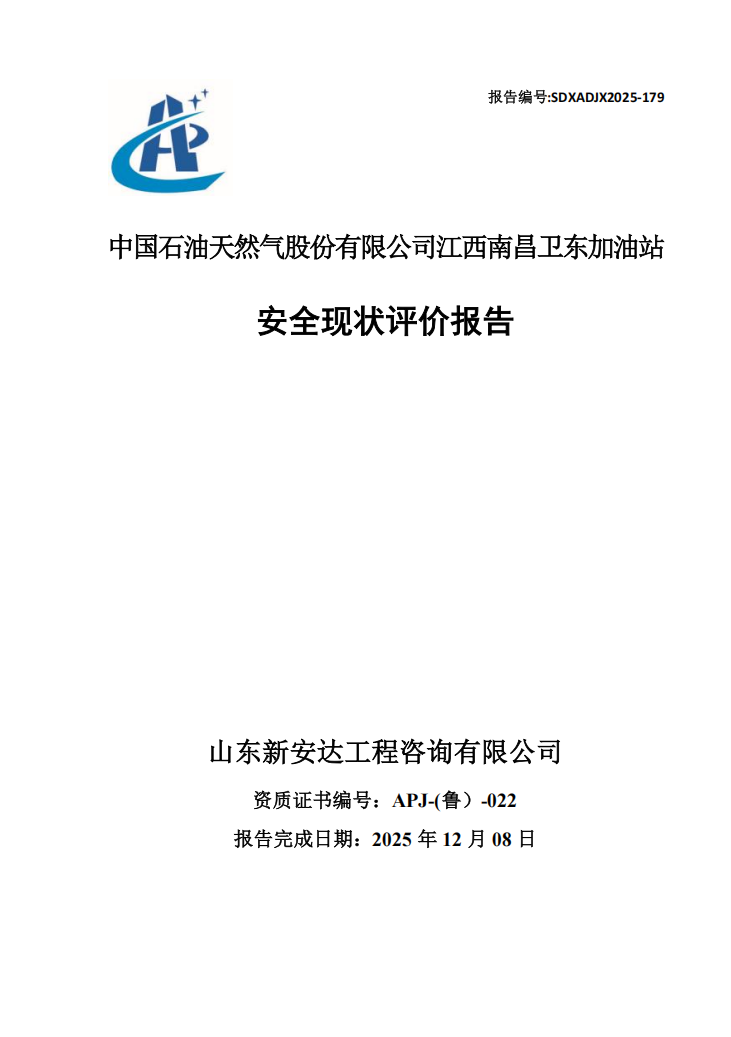 报告编号:SDXADJX2025-179
中国石油天然气股份有限公司江西南昌卫东加油站
安全现状评价报告
山东新安达工程咨询有限公司
资质证书编号：APJ-(鲁）-022
报告完成日期：2025 年 12 月 08 日